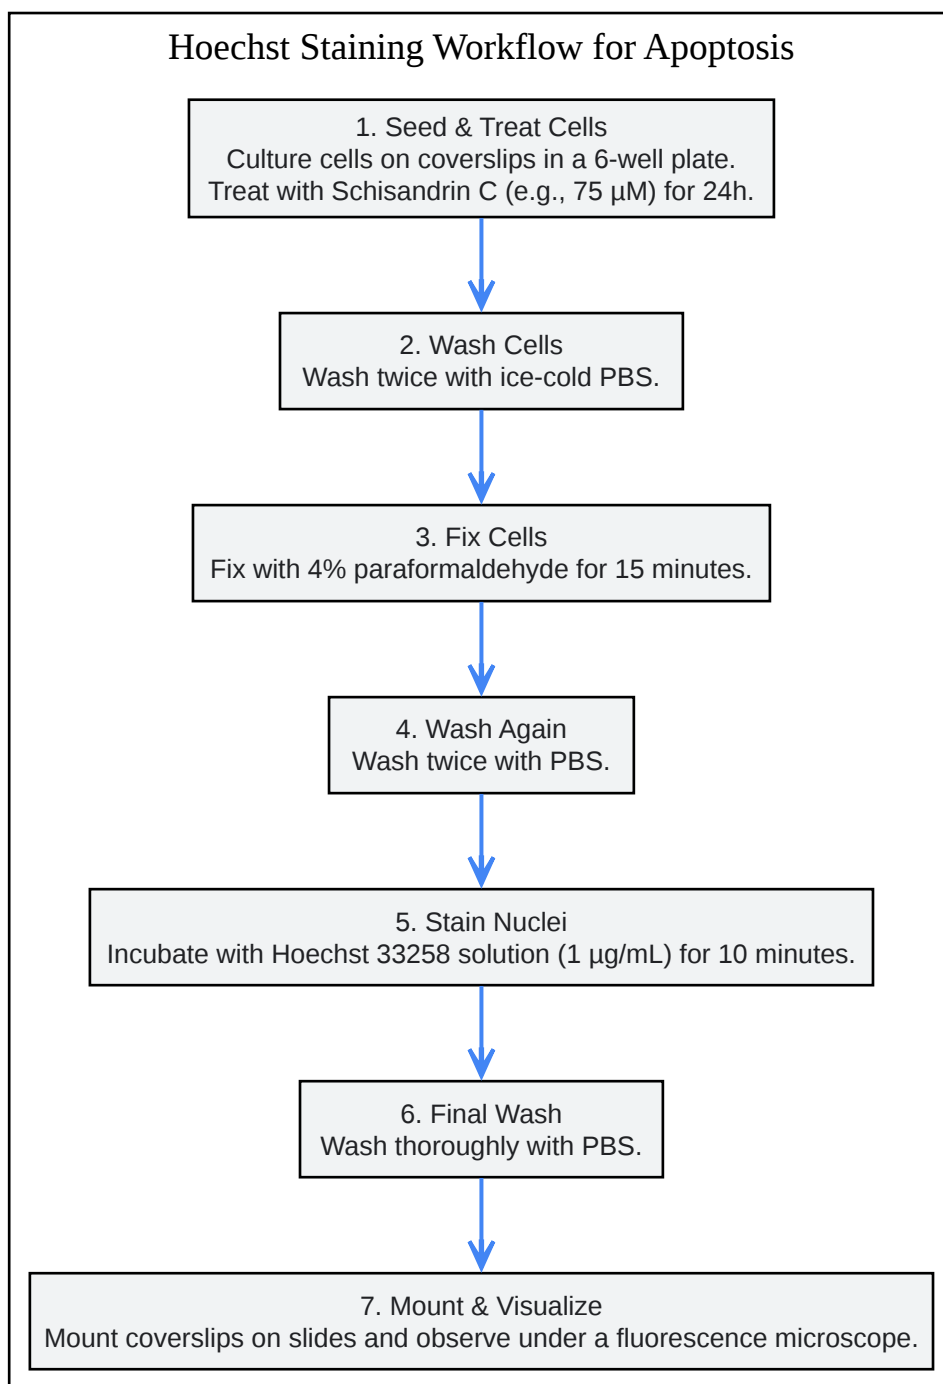 Hoechst Staining Workflow for Apoptosis
1. Seed & Treat Cells
Culture cells on coverslips in a 6-well plate.
Treat with Schisandrin C (e.g., 75 µM) for 24h.
2. Wash Cells
Wash twice with ice-cold PBS.
3. Fix Cells
Fix with 4% paraformaldehyde for 15 minutes.
4. Wash Again
Wash twice with PBS.
5. Stain Nuclei
Incubate with Hoechst 33258 solution (1 µg/mL) for 10 minutes.
6. Final Wash
Wash thoroughly with PBS.
7. Mount & Visualize
Mount coverslips on slides and observe under a fluorescence microscope.